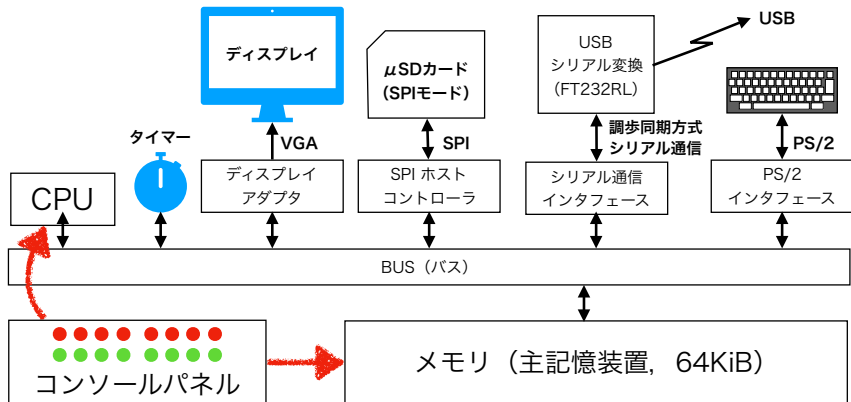 USB
ディスプレイ
μSDカード
（SPIモード）
USB
シリアル変換
（FT232RL）
タイマー
VGA
SPI
調歩同期方式
シリアル通信
PS/2
CPU
ディスプレイ
アダプタ
SPI ホスト
コントローラ
シリアル通信
インタフェース
PS/2
インタフェース
BUS（バス）
コンソールパネル
メモリ（主記憶装置，64KiB）